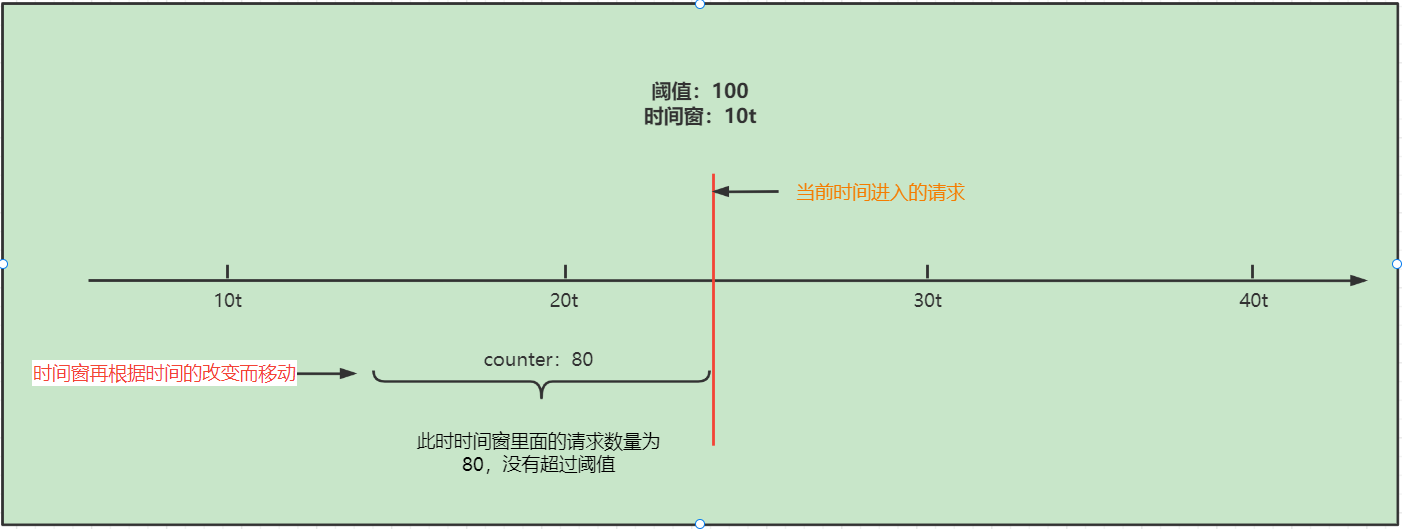 阈值：100
时间窗：10t
当前时间进入的请求
10t
20t
30t
40t
时间窗再根据时间的改变而移动
counter：80
此时时间窗里面的请求数量为
80，没有超过阈值